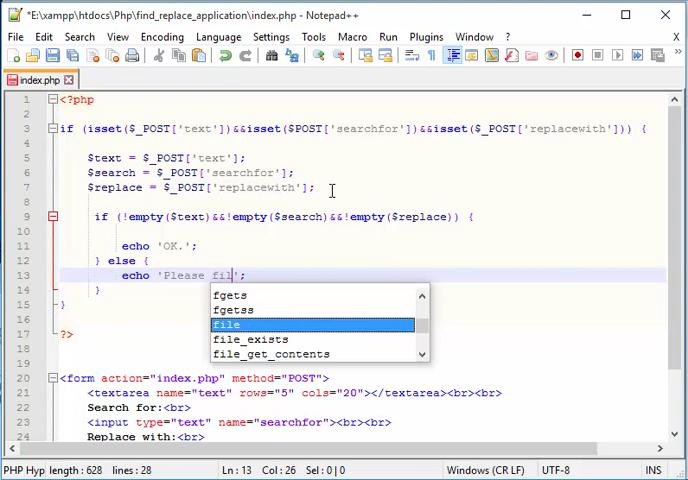 *E:\xampp\htdocs\Php\find_replace_application\index.php - Notepad++
File Edit Search View Encoding Language Settings Tools Macro Run Plugins Window ? X
index.php
1 <?php
2
3 if (isset($_POST['text'])&&isset($POST['searchfor'])&&isset($_POST['replacewith'])) {
4
5 $text = $_POST['text'];
6 $search = $_POST['searchfor'];
7 $replace = $_POST['replacewith'];
8
9 if (!empty($text)&&!empty($search)&&!empty($replace)) {
10
11 echo 'OK.';
12 } else {
13 echo 'Please fil';
14 }
15 }
16
17 ?>
18
19
20 <form action="index.php" method="POST">
21 <textarea name="text" rows="5" cols="20"></textarea><br><br>
22 Search for:<br>
23 <input type="text" name="searchfor"><br><br>
24 Replace with:<br>
fgets
fgetss
file
file_exists
file_get_contents
PHP Hyp length : 628 lines : 28 Ln : 13 Col : 26 Sel : 0 | 0 Windows (CR LF) UTF-8 INS